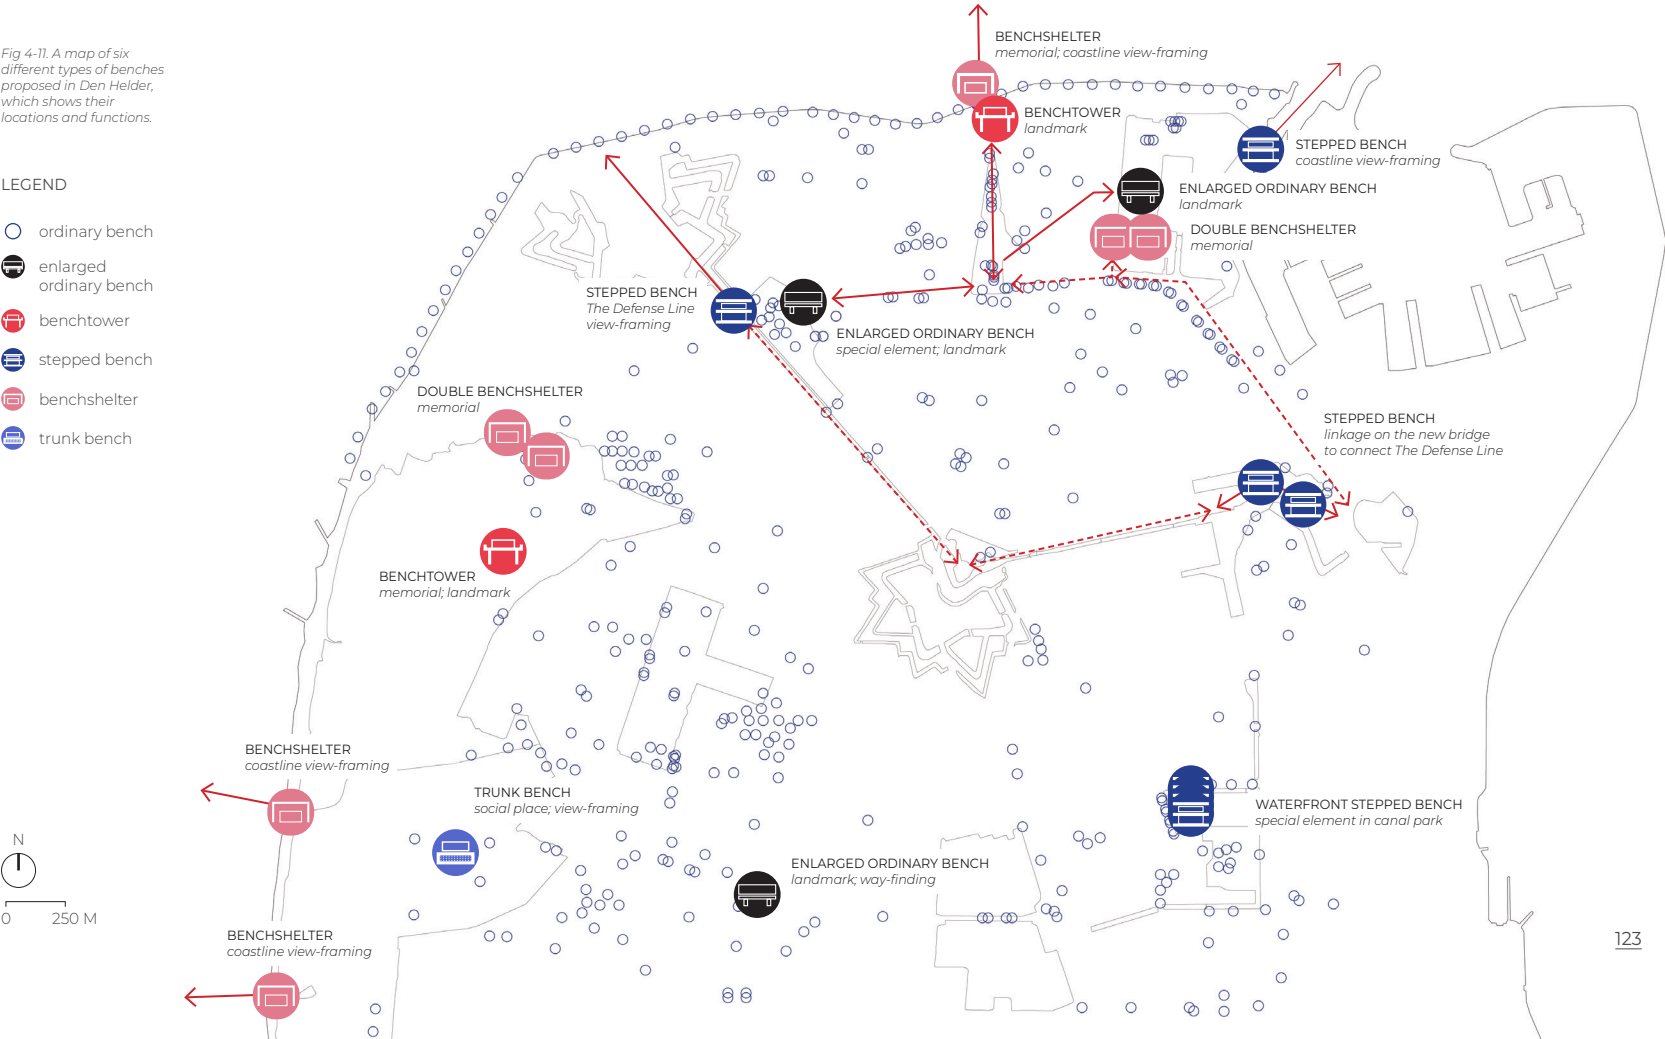 Fig 4-11. A map of six
different types of benches
proposed in Den Helder,
which shows their
locations and functions.
LEGEND
ordinary bench
enlarged
ordinary bench
benchtower
stepped bench
benchshelter
trunk bench
N
0 250 M
BENCHSHELTER
memorial; coastline view-framing
BENCHTOWER
landmark
STEPPED BENCH
coastline view-framing
ENLARGED ORDINARY BENCH
landmark
DOUBLE BENCHSHELTER
memorial
STEPPED BENCH
The Defense Line
view-framing
ENLARGED ORDINARY BENCH
special element; landmark
DOUBLE BENCHSHELTER
memorial
STEPPED BENCH
linkage on the new bridge
to connect The Defense Line
BENCHTOWER
memorial; landmark
BENCHSHELTER
coastline view-framing
TRUNK BENCH
social place; view-framing
WATERFRONT STEPPED BENCH
special element in canal park
ENLARGED ORDINARY BENCH
landmark; way-finding
BENCHSHELTER
coastline view-framing
123